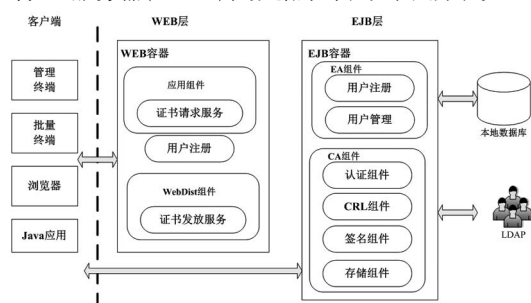 客户端
WEB层
EJB层
WEB容器
EJB容器
管理
终端
批量
终端
浏览器
Java应用
应用组件
证书请求服务
用户注册
WebDist组件
证书发放服务
EA组件
用户注册
用户管理
CA组件
认证组件
CRL组件
签名组件
存储组件
本地数据库
LDAP